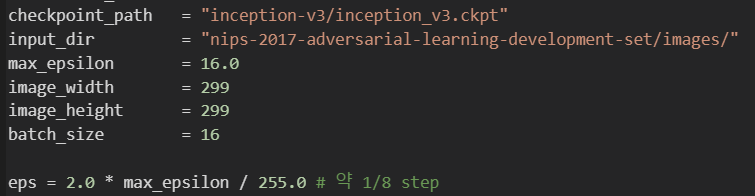 checkpoint_path = "inception-v3/inception_v3.ckpt"
input_dir = "nips-2017-adversarial-learning-development-set/images/"
max_epsilon = 16.0
image_width = 299
image_height = 299
batch_size = 16
eps = 2.0 * max_epsilon / 255.0 # 약 1/8 step